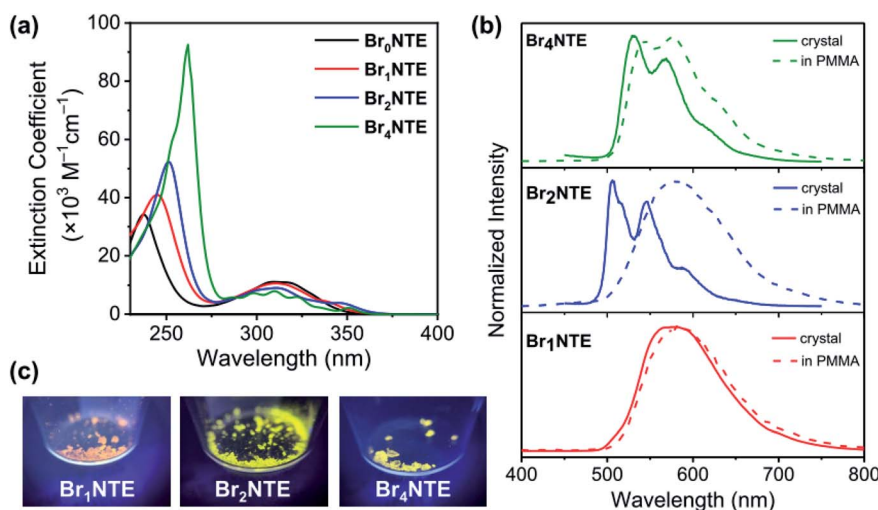 (a)
Br₀NTE
Br₁NTE
Br₂NTE
Br₄NTE
Extinction Coefficient
(×10³ M⁻¹cm⁻¹)
100
80
60
40
20
0
250
300
350
400
Wavelength (nm)
(b)
Br₄NTE
crystal
in PMMA
Br₂NTE
crystal
in PMMA
Br₁NTE
crystal
in PMMA
Normalized Intensity
400
500
600
700
800
Wavelength (nm)
(c)
Br₁NTE
Br₂NTE
Br₄NTE